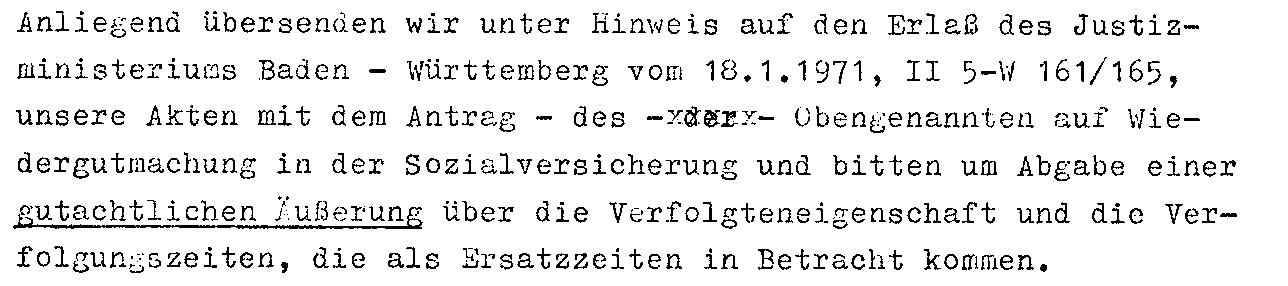 Anliegend übersenden wir unter Hinweis auf den Erlaß des Justiz-
ministeriums Baden - Württemberg vom 18.1.1971, II 5-W 161/165,
unsere Akten mit dem Antrag - des -xderx- Obengenannten auf Wie-
dergutmachung in der Sozialversicherung und bitten um Abgabe einer
gutachtlichen Äußerung über die Verfolgteneigenschaft und die Ver-
folgungszeiten, die als Ersatzzeiten in Betracht kommen.